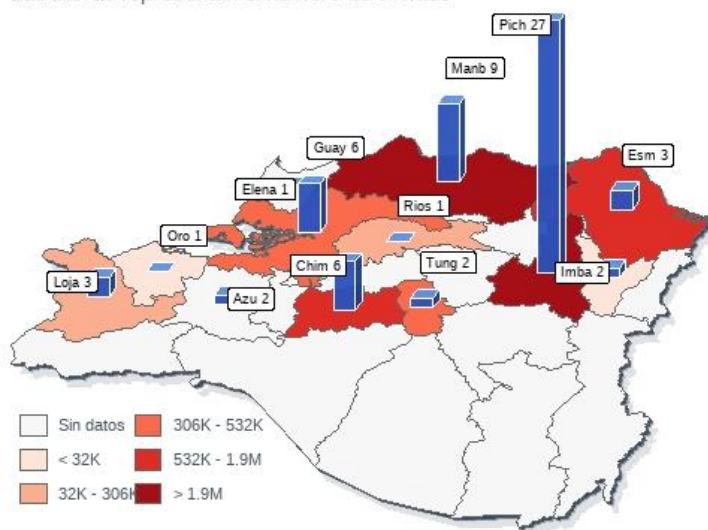 Pich 27
Manb 9
Guay 6
Esm 3
Elena 1
Rios 1
Oro 1
Chim 6
Tung 2
Imba 2
Loja 3
Azu 2
Sin datos
306K - 532K
< 32K
532K - 1.9M
32K - 306K
> 1.9M